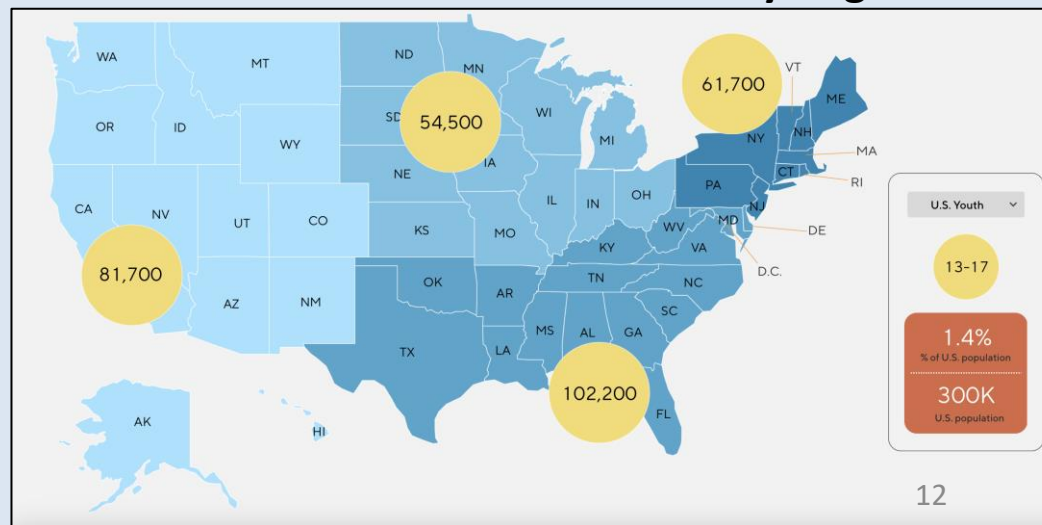 WA
MT
ND
MN
VT
ME
OR
ID
WY
SD
54,500
WI
MI
61,700
NY
NH
MA
IA
NE
CT
RI
PA
CA
NV
UT
CO
KS
MO
IL
IN
OH
NJ
MD
DE
WV
VA
KY
D.C.
81,700
AZ
NM
OK
AR
TN
NC
SC
TX
LA
MS
AL
GA
102,200
FL
AK
HI
U.S. Youth
13-17
1.4%
% of U.S. population
300K
U.S. population
12